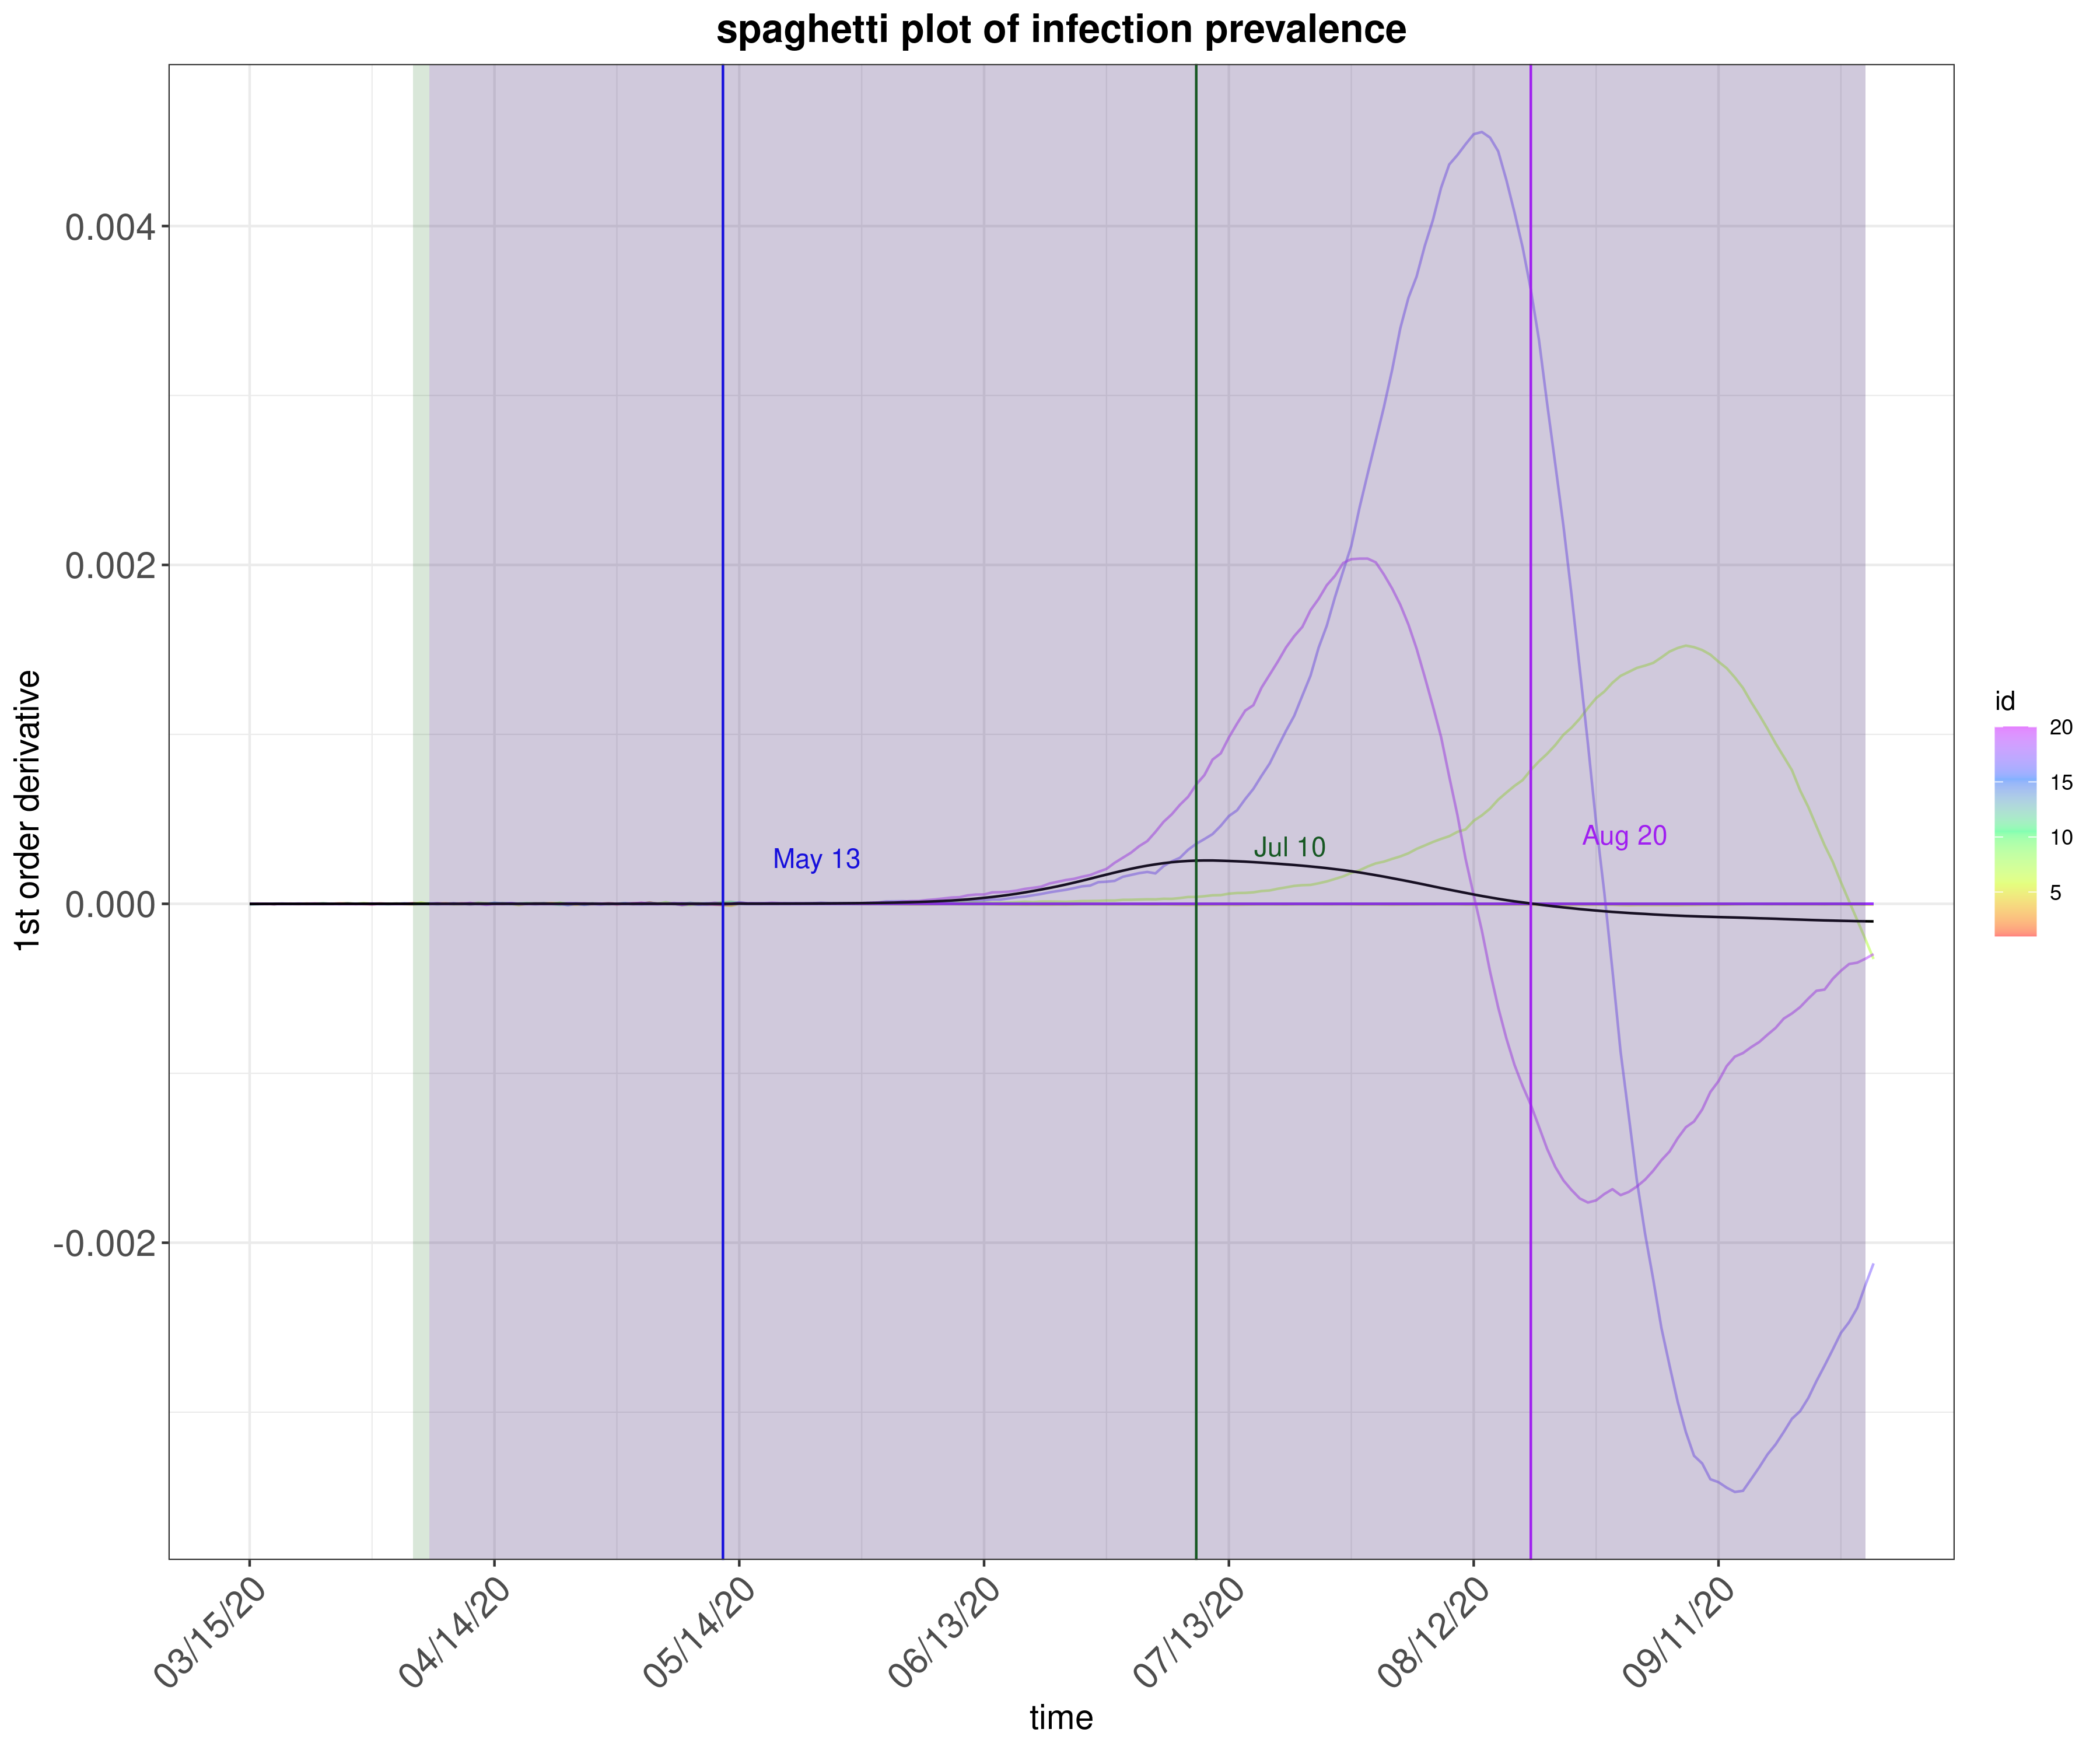 spaghetti plot of infection prevalence
1st order derivative
0.004
0.002
0.000
-0.002
May 13
Jul 10
Aug 20
03/15/20
04/14/20
05/14/20
06/13/20
07/13/20
08/12/20
09/11/20
time
id
20
15
10
5